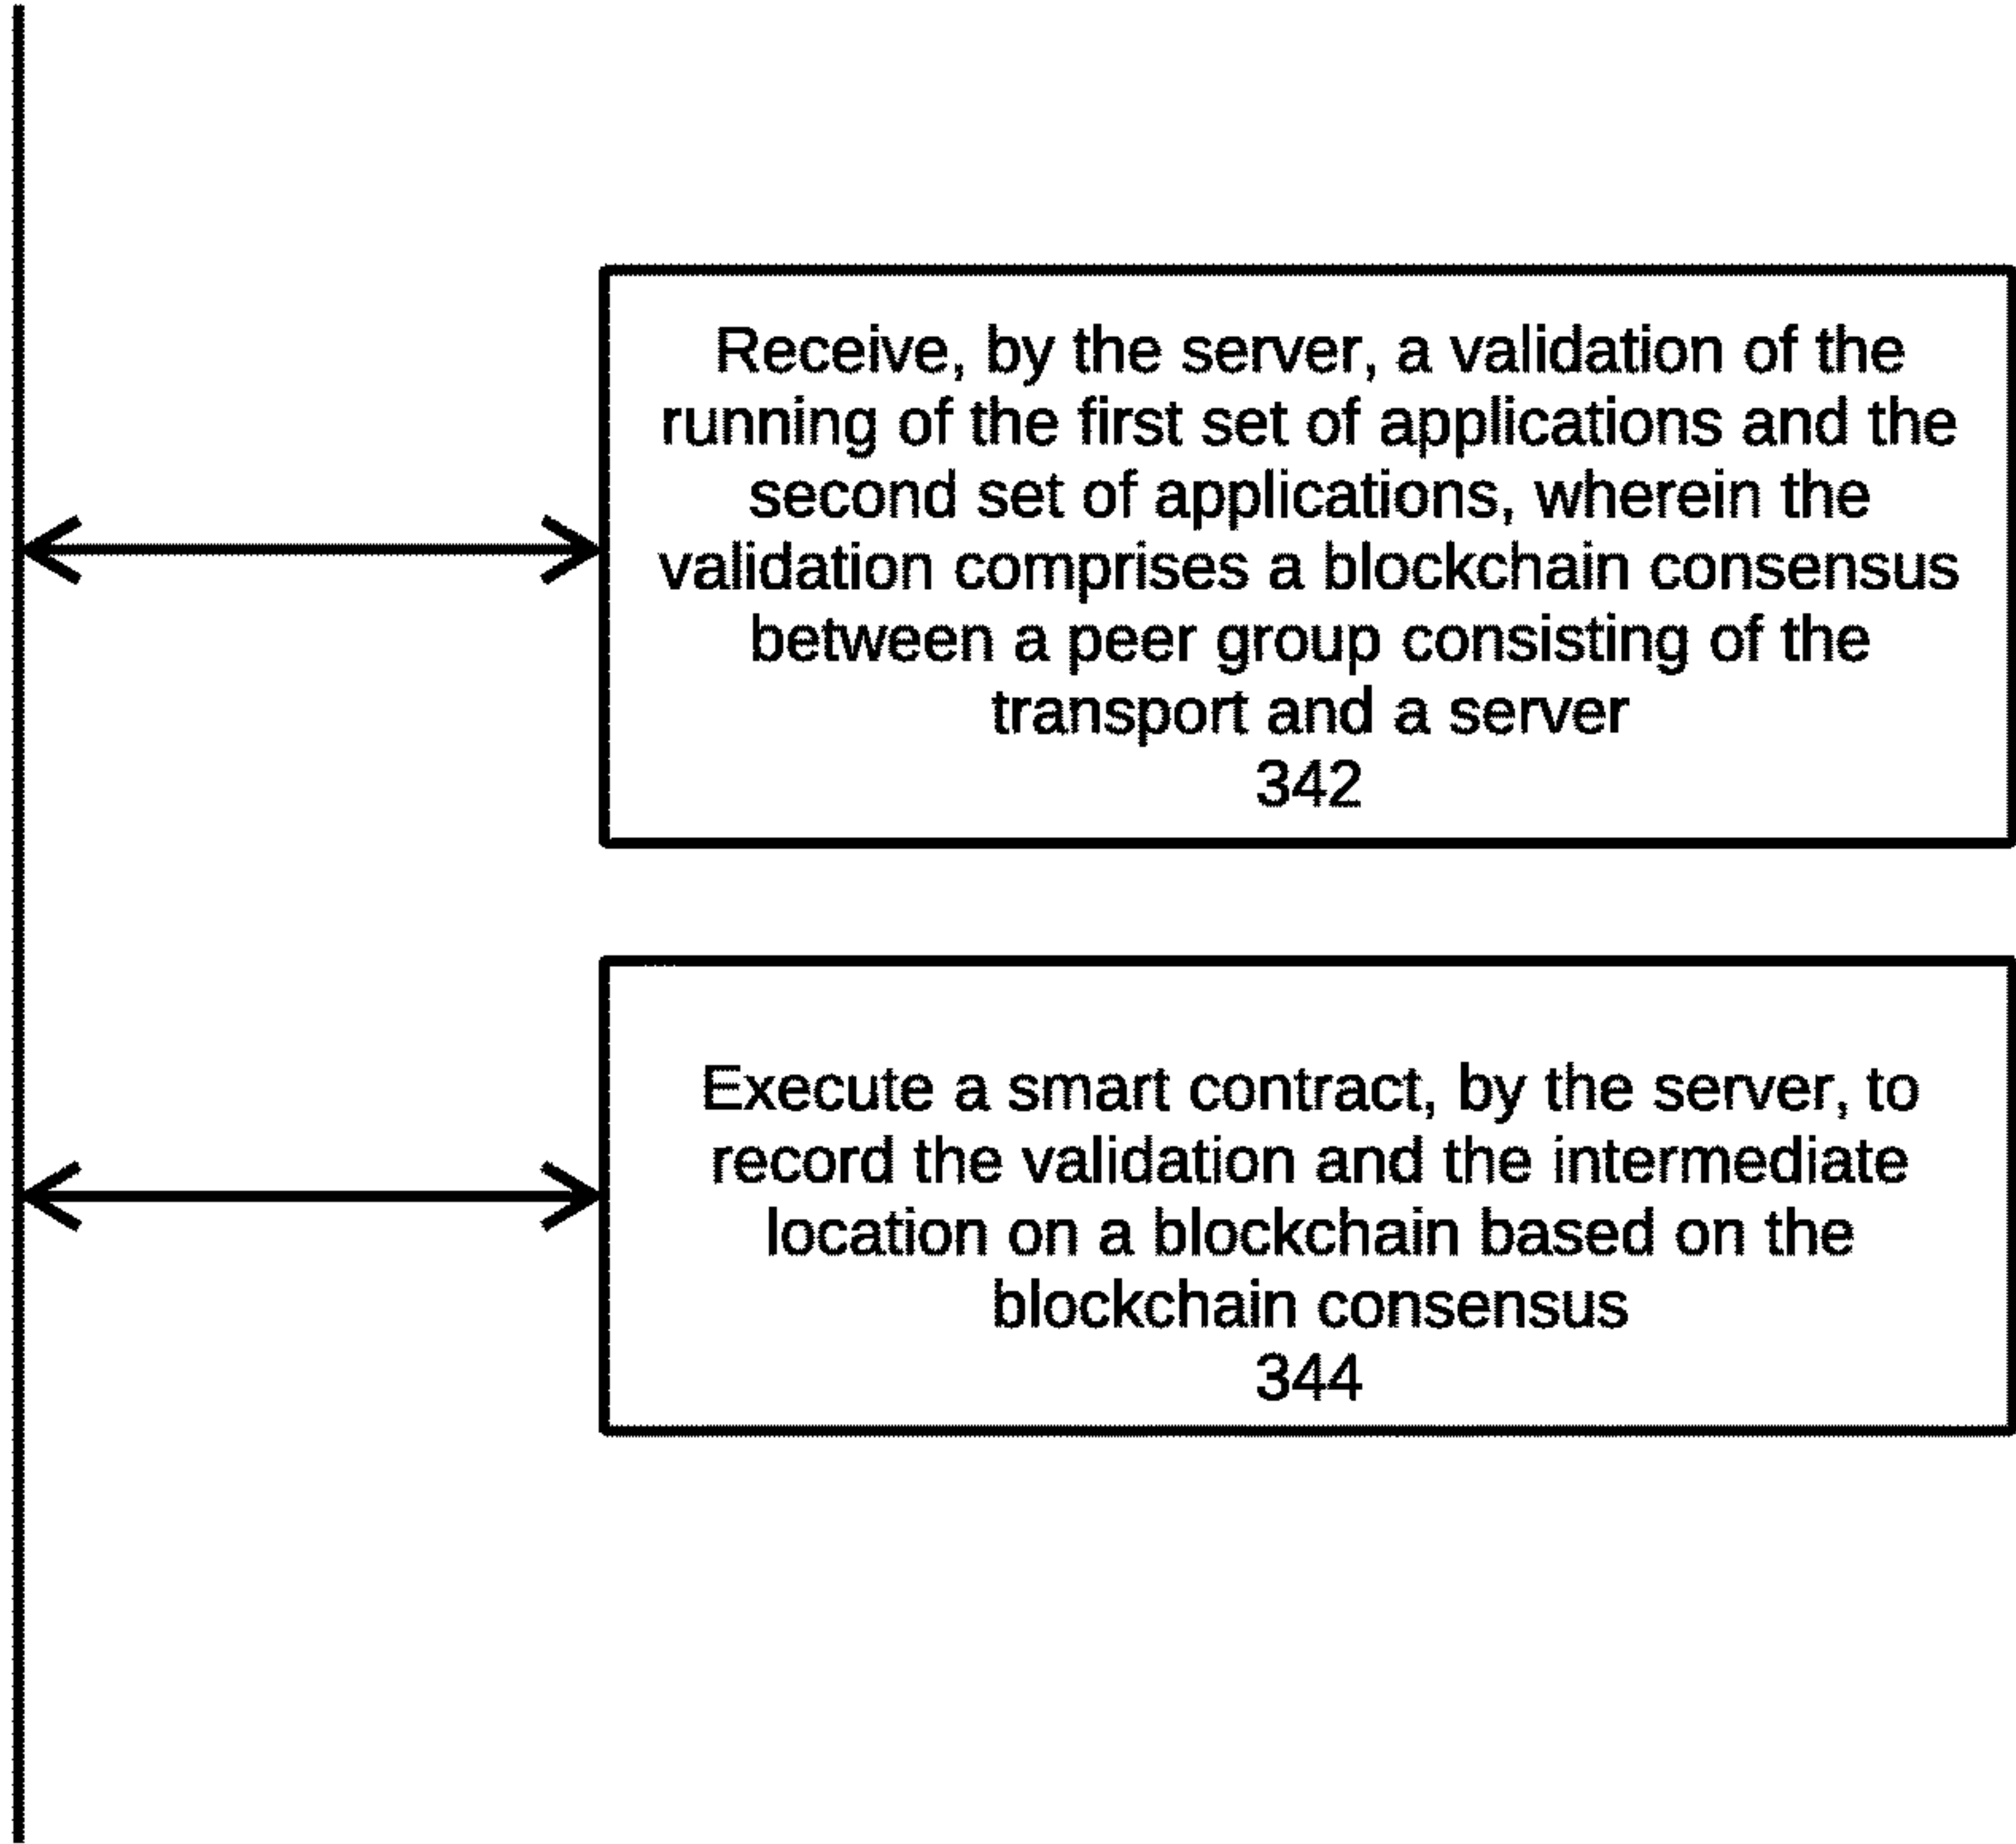 Receive, by the server, a validation of the
running of the first set of applications and the
second set of applications, wherein the
validation comprises a blockchain consensus
between a peer group consisting of the
transport and a server
342
Execute a smart contract, by the server, to
record the validation and the intermediate
location on a blockchain based on the
blockchain consensus
344